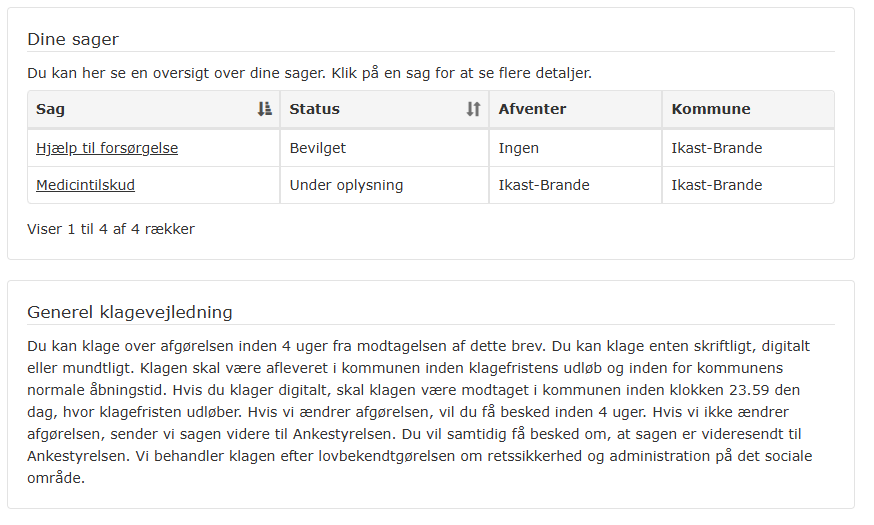 Dine sager
Du kan her se en oversigt over dine sager. Klik på en sag for at se flere detaljer.
Sag Status Afventer Kommune
Hjælp til forsørgelse Bevilget Ingen Ikast-Brande
Medicintilskud Under oplysning Ikast-Brande Ikast-Brande
Viser 1 til 4 af 4 rækker
Generel klagevejledning
Du kan klage over afgørelsen inden 4 uger fra modtagelsen af dette brev. Du kan klage enten skriftligt, digitalt
eller mundtligt. Klagen skal være afleveret i kommunen inden klagefristens udløb og inden for kommunens
normale åbningstid. Hvis du klager digitalt, skal klagen være modtaget i kommunen inden klokken 23.59 den
dag, hvor klagefristen udløber. Hvis vi ændrer afgørelsen, vil du få besked inden 4 uger. Hvis vi ikke ændrer
afgørelsen, sender vi sagen videre til Ankestyrelsen. Du vil samtidig få besked om, at sagen er videresendt til
Ankestyrelsen. Vi behandler klagen efter lovbekendtgørelsen om retssikkerhed og administration på det sociale
område.